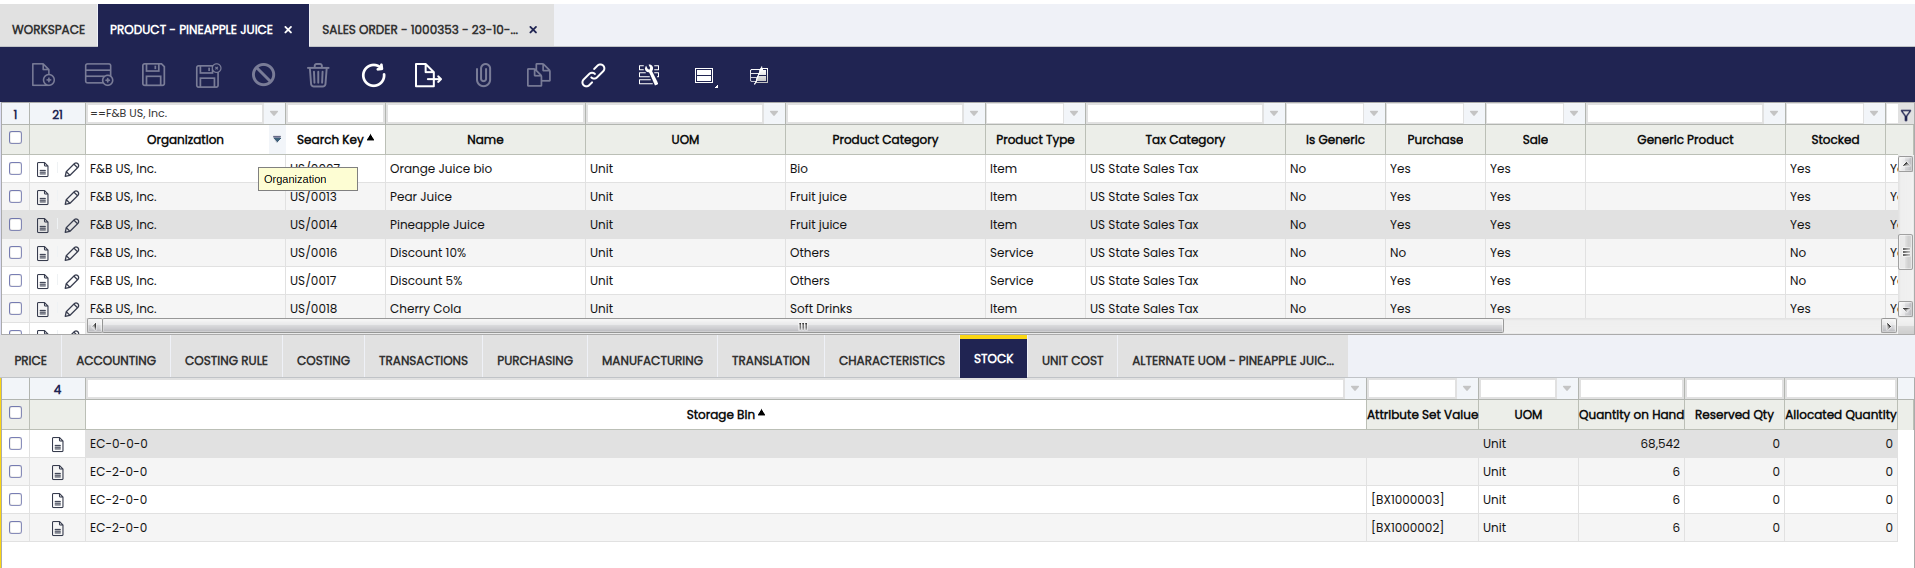 WORKSPACE PRODUCT - PINEAPPLE JUICE × SALES ORDER - 1000353 - 23-10-... ×
1 21 ==F&B US, Inc.
Organization Search Key Name UOM Product Category Product Type Tax Category Is Generic Purchase Sale Generic Product Stocked
F&B US, Inc. Orange Juice bio Unit Bio Item US State Sales Tax No Yes Yes Yes
Organization
F&B US, Inc. US/0013 Pear Juice Unit Fruit juice Item US State Sales Tax No Yes Yes Yes
F&B US, Inc. US/0014 Pineapple Juice Unit Fruit juice Item US State Sales Tax No Yes Yes Yes
F&B US, Inc. US/0016 Discount 10% Unit Others Service US State Sales Tax No No Yes No
F&B US, Inc. US/0017 Discount 5% Unit Others Service US State Sales Tax No Yes Yes No
F&B US, Inc. US/0018 Cherry Cola Unit Soft Drinks Item US State Sales Tax No Yes Yes Yes
PRICE ACCOUNTING COSTING RULE COSTING TRANSACTIONS PURCHASING MANUFACTURING TRANSLATION CHARACTERISTICS STOCK UNIT COST ALTERNATE UOM - PINEAPPLE JUIC...
4
Storage Bin Attribute Set Value UOM Quantity on Hand Reserved Qty Allocated Quantity
EC-0-0-0 Unit 68,542 0 0
EC-2-0-0 Unit 6 0 0
EC-2-0-0 [BX1000003] Unit 6 0 0
EC-2-0-0 [BX1000002] Unit 6 0 0